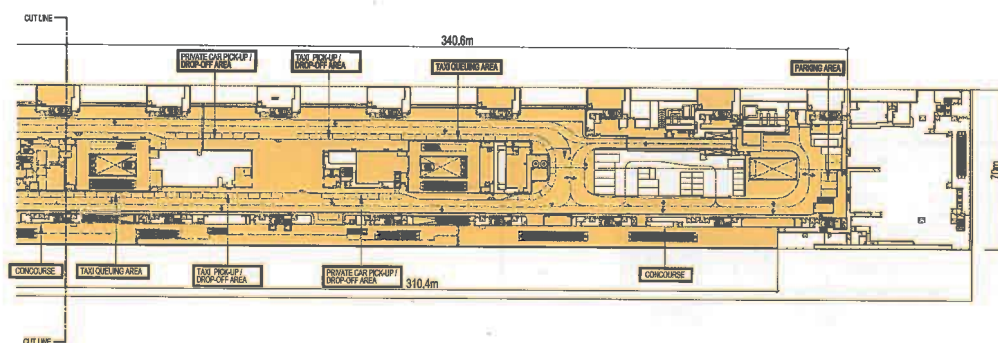 CUT LINE
340.6m
PRIVATE CAR PICK-UP /
DROP-OFF AREA
TAXI PICK-UP /
DROP-OFF AREA
TAXI QUEUING AREA
PARKING AREA
70m
CONCOURSE
TAXI QUEUING AREA
TAXI PICK-UP /
DROP-OFF AREA
PRIVATE CAR PICK-UP /
DROP-OFF AREA
CONCOURSE
310.4m
CUT LINE